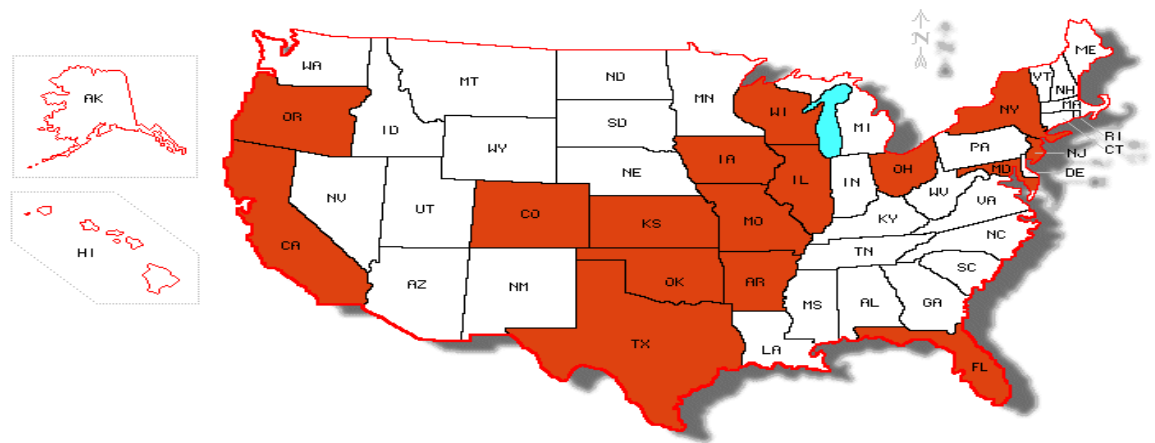 ME
WA
VT
NH
MT
ND
AK
MN
MA
NY
OR
WI
SD
MI
ID
RI
PA
CT
WY
NJ
IA
OH
MD
NE
IL
IN
DE
WV
NV
UT
VA
CO
KS
MO
KY
CA
NC
HI
TN
SC
AZ
OK
AR
NM
MS
AL
GA
TX
LA
FL
N